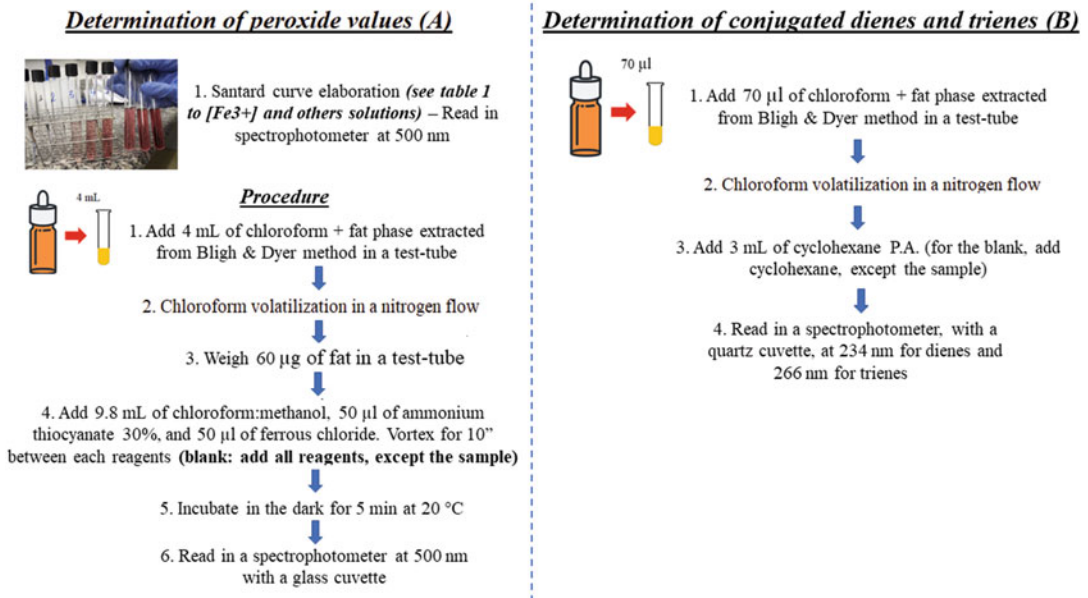 Determination of peroxide values (A)
1. Santard curve elaboration (see table 1
to [Fe3+] and others solutions) – Read in
spectrophotometer at 500 nm
Procedure
4 mL
1. Add 4 mL of chloroform + fat phase extracted
from Bligh & Dyer method in a test-tube
2. Chloroform volatilization in a nitrogen flow
3. Weigh 60 µg of fat in a test-tube
4. Add 9.8 mL of chloroform:methanol, 50 µl of ammonium
thiocyanate 30%, and 50 µl of ferrous chloride. Vortex for 10”
between each reagents (blank: add all reagents, except the sample)
5. Incubate in the dark for 5 min at 20 °C
6. Read in a spectrophotometer at 500 nm
with a glass cuvette
Determination of conjugated dienes and trienes (B)
70 µl
1. Add 70 µl of chloroform + fat phase extracted
from Bligh & Dyer method in a test-tube
2. Chloroform volatilization in a nitrogen flow
3. Add 3 mL of cyclohexane P.A. (for the blank, add
cyclohexane, except the sample)
4. Read in a spectrophotometer, with a
quartz cuvette, at 234 nm for dienes and
266 nm for trienes